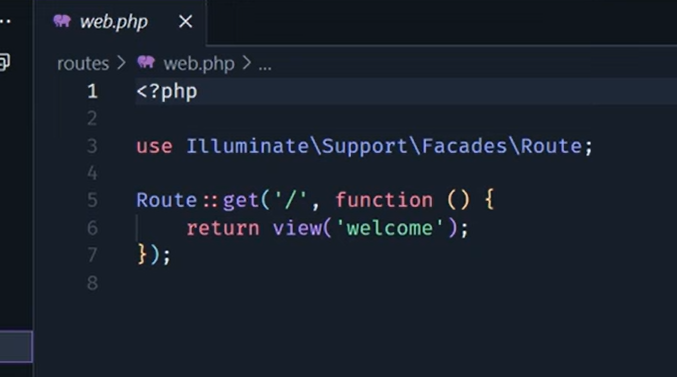 web.php
routes > web.php > ...
1 <?php
2
3 use Illuminate\Support\Facades\Route;
4
5 Route::get('/', function () {
6     return view('welcome');
7 });
8